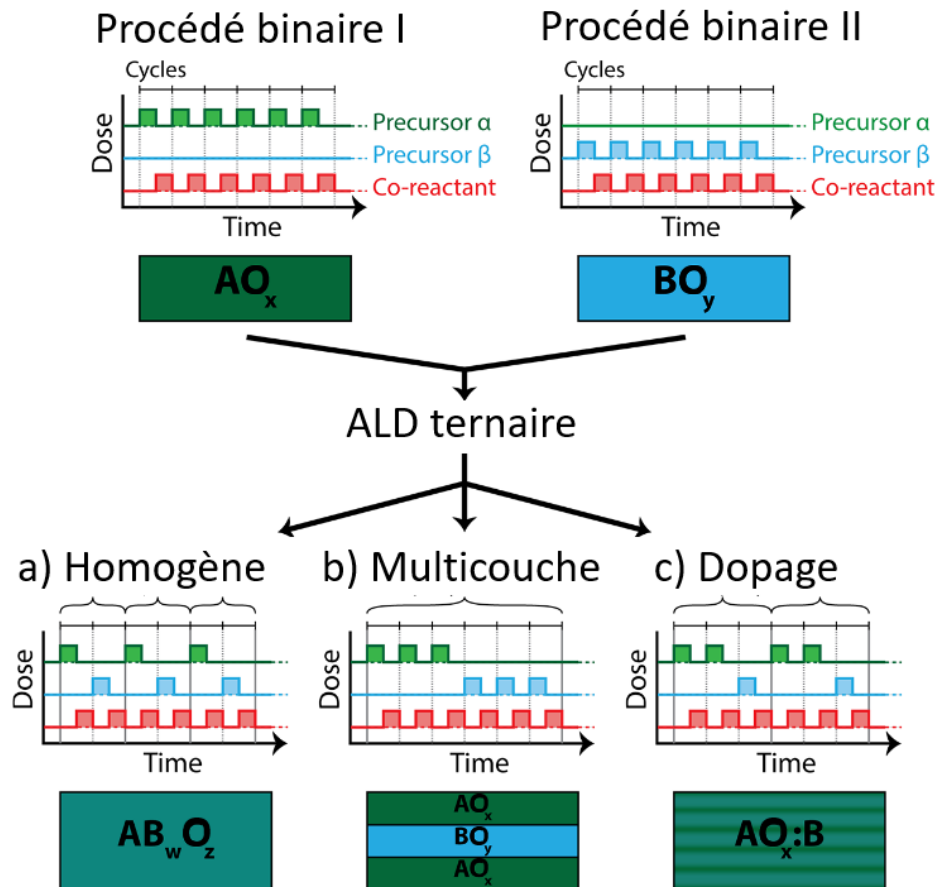 Procédé binaire I
Cycles
Dose
Precursor α
Precursor β
Co-reactant
Time
AOx
Procédé binaire II
Cycles
Dose
Precursor α
Precursor β
Co-reactant
Time
BOy
ALD ternaire
a) Homogène
Dose
Time
ABwOz
b) Multicouche
Dose
Time
AOx
BOy
AOx
c) Dopage
Dose
Time
AOx:B